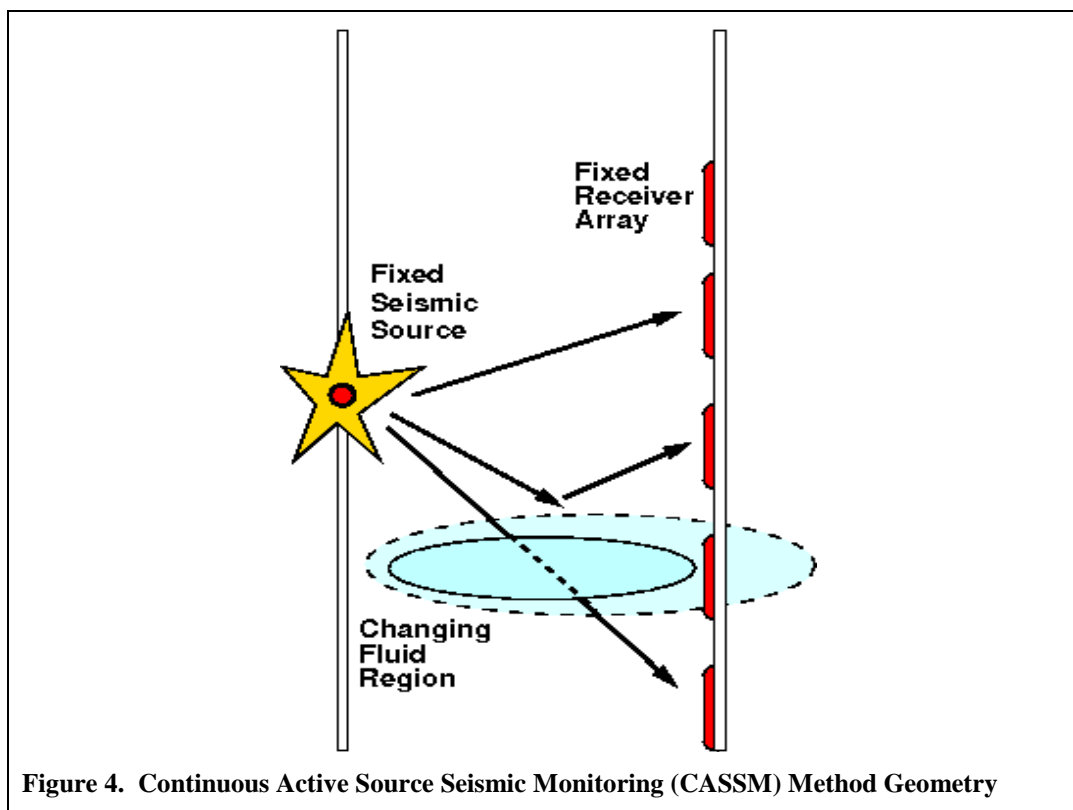 Fixed
Receiver
Array
Fixed
Seismic
Source
Changing
Fluid
Region
Figure 4. Continuous Active Source Seismic Monitoring (CASSM) Method Geometry